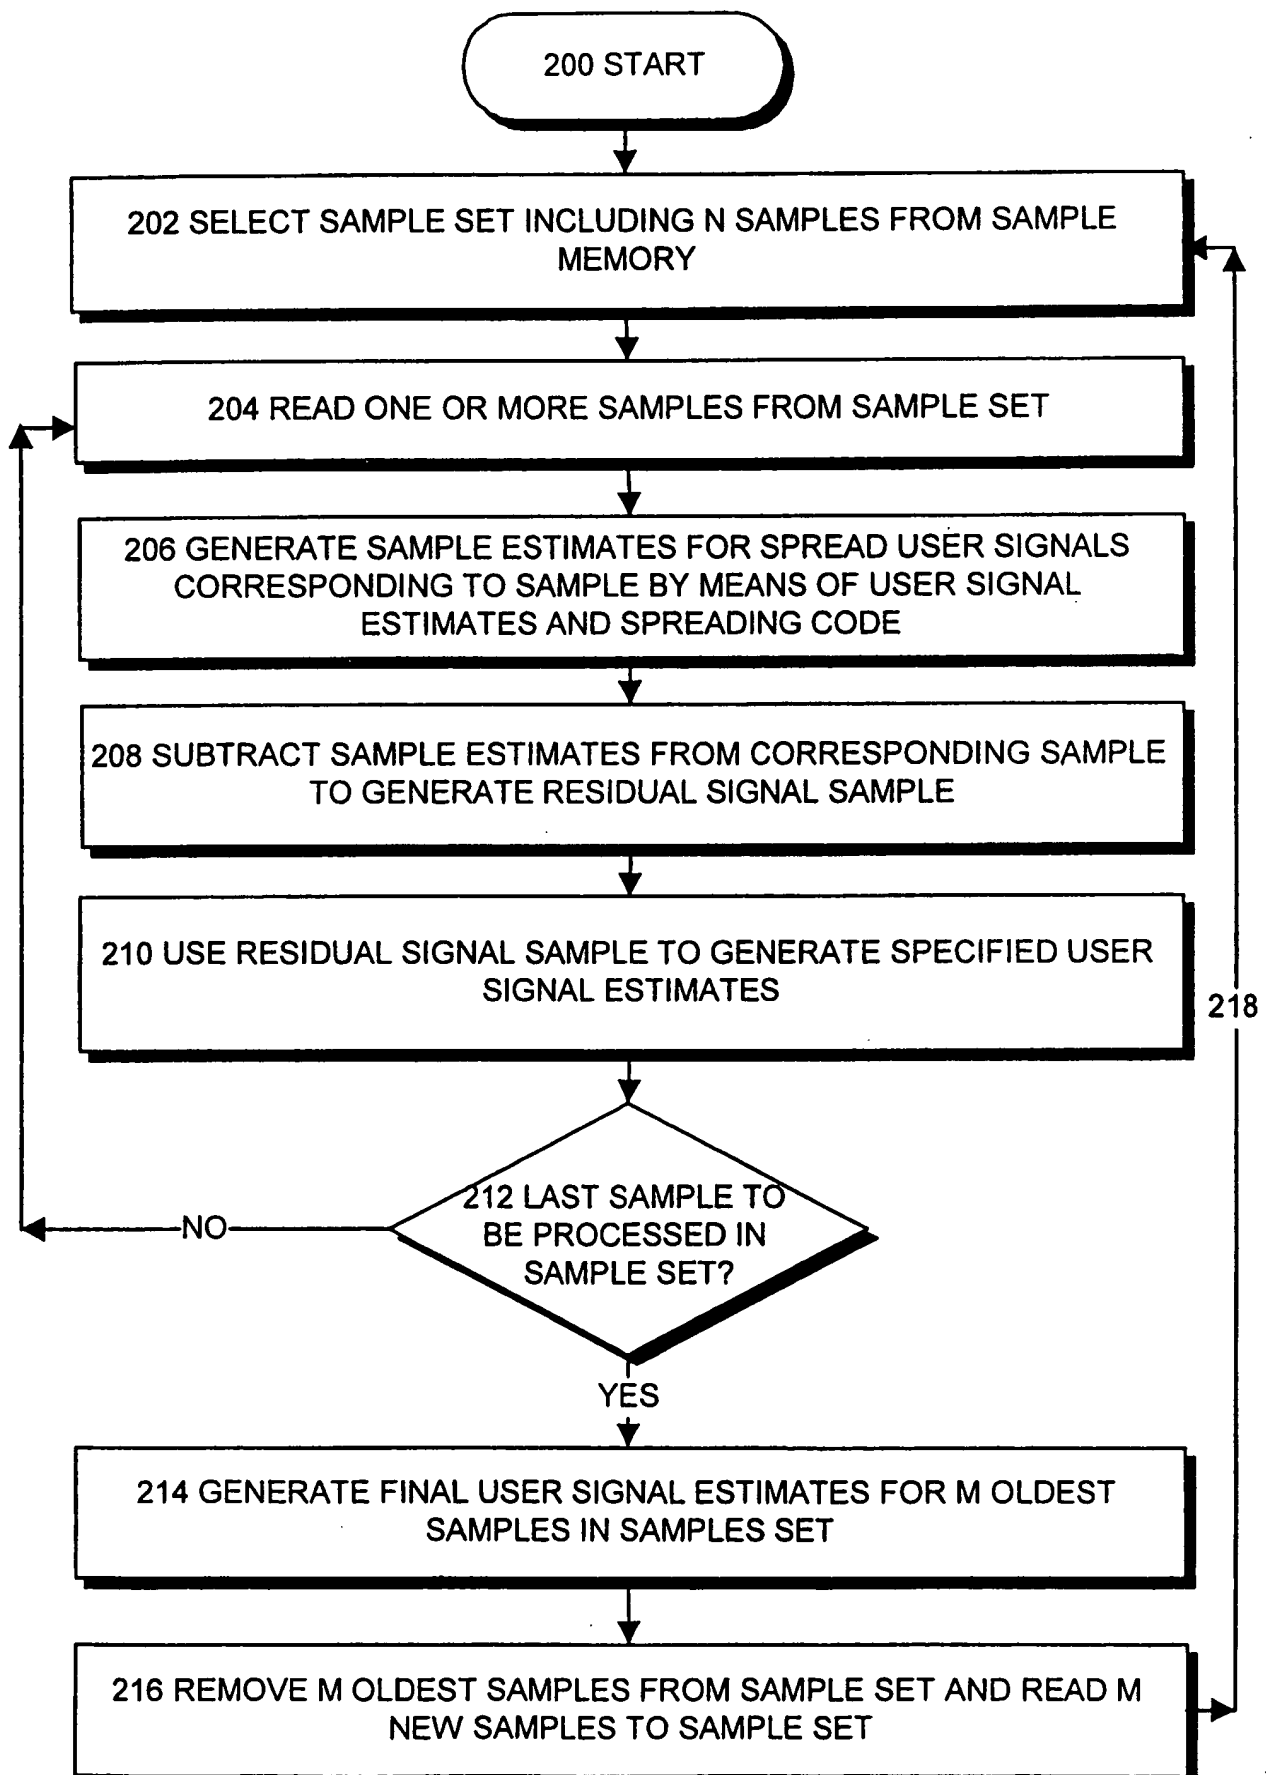 200 START
202 SELECT SAMPLE SET INCLUDING N SAMPLES FROM SAMPLE
MEMORY
204 READ ONE OR MORE SAMPLES FROM SAMPLE SET
206 GENERATE SAMPLE ESTIMATES FOR SPREAD USER SIGNALS
CORRESPONDING TO SAMPLE BY MEANS OF USER SIGNAL
ESTIMATES AND SPREADING CODE
208 SUBTRACT SAMPLE ESTIMATES FROM CORRESPONDING SAMPLE
TO GENERATE RESIDUAL SIGNAL SAMPLE
210 USE RESIDUAL SIGNAL SAMPLE TO GENERATE SPECIFIED USER
SIGNAL ESTIMATES
218
212 LAST SAMPLE TO
BE PROCESSED IN
SAMPLE SET?
NO
YES
214 GENERATE FINAL USER SIGNAL ESTIMATES FOR M OLDEST
SAMPLES IN SAMPLES SET
216 REMOVE M OLDEST SAMPLES FROM SAMPLE SET AND READ M
NEW SAMPLES TO SAMPLE SET